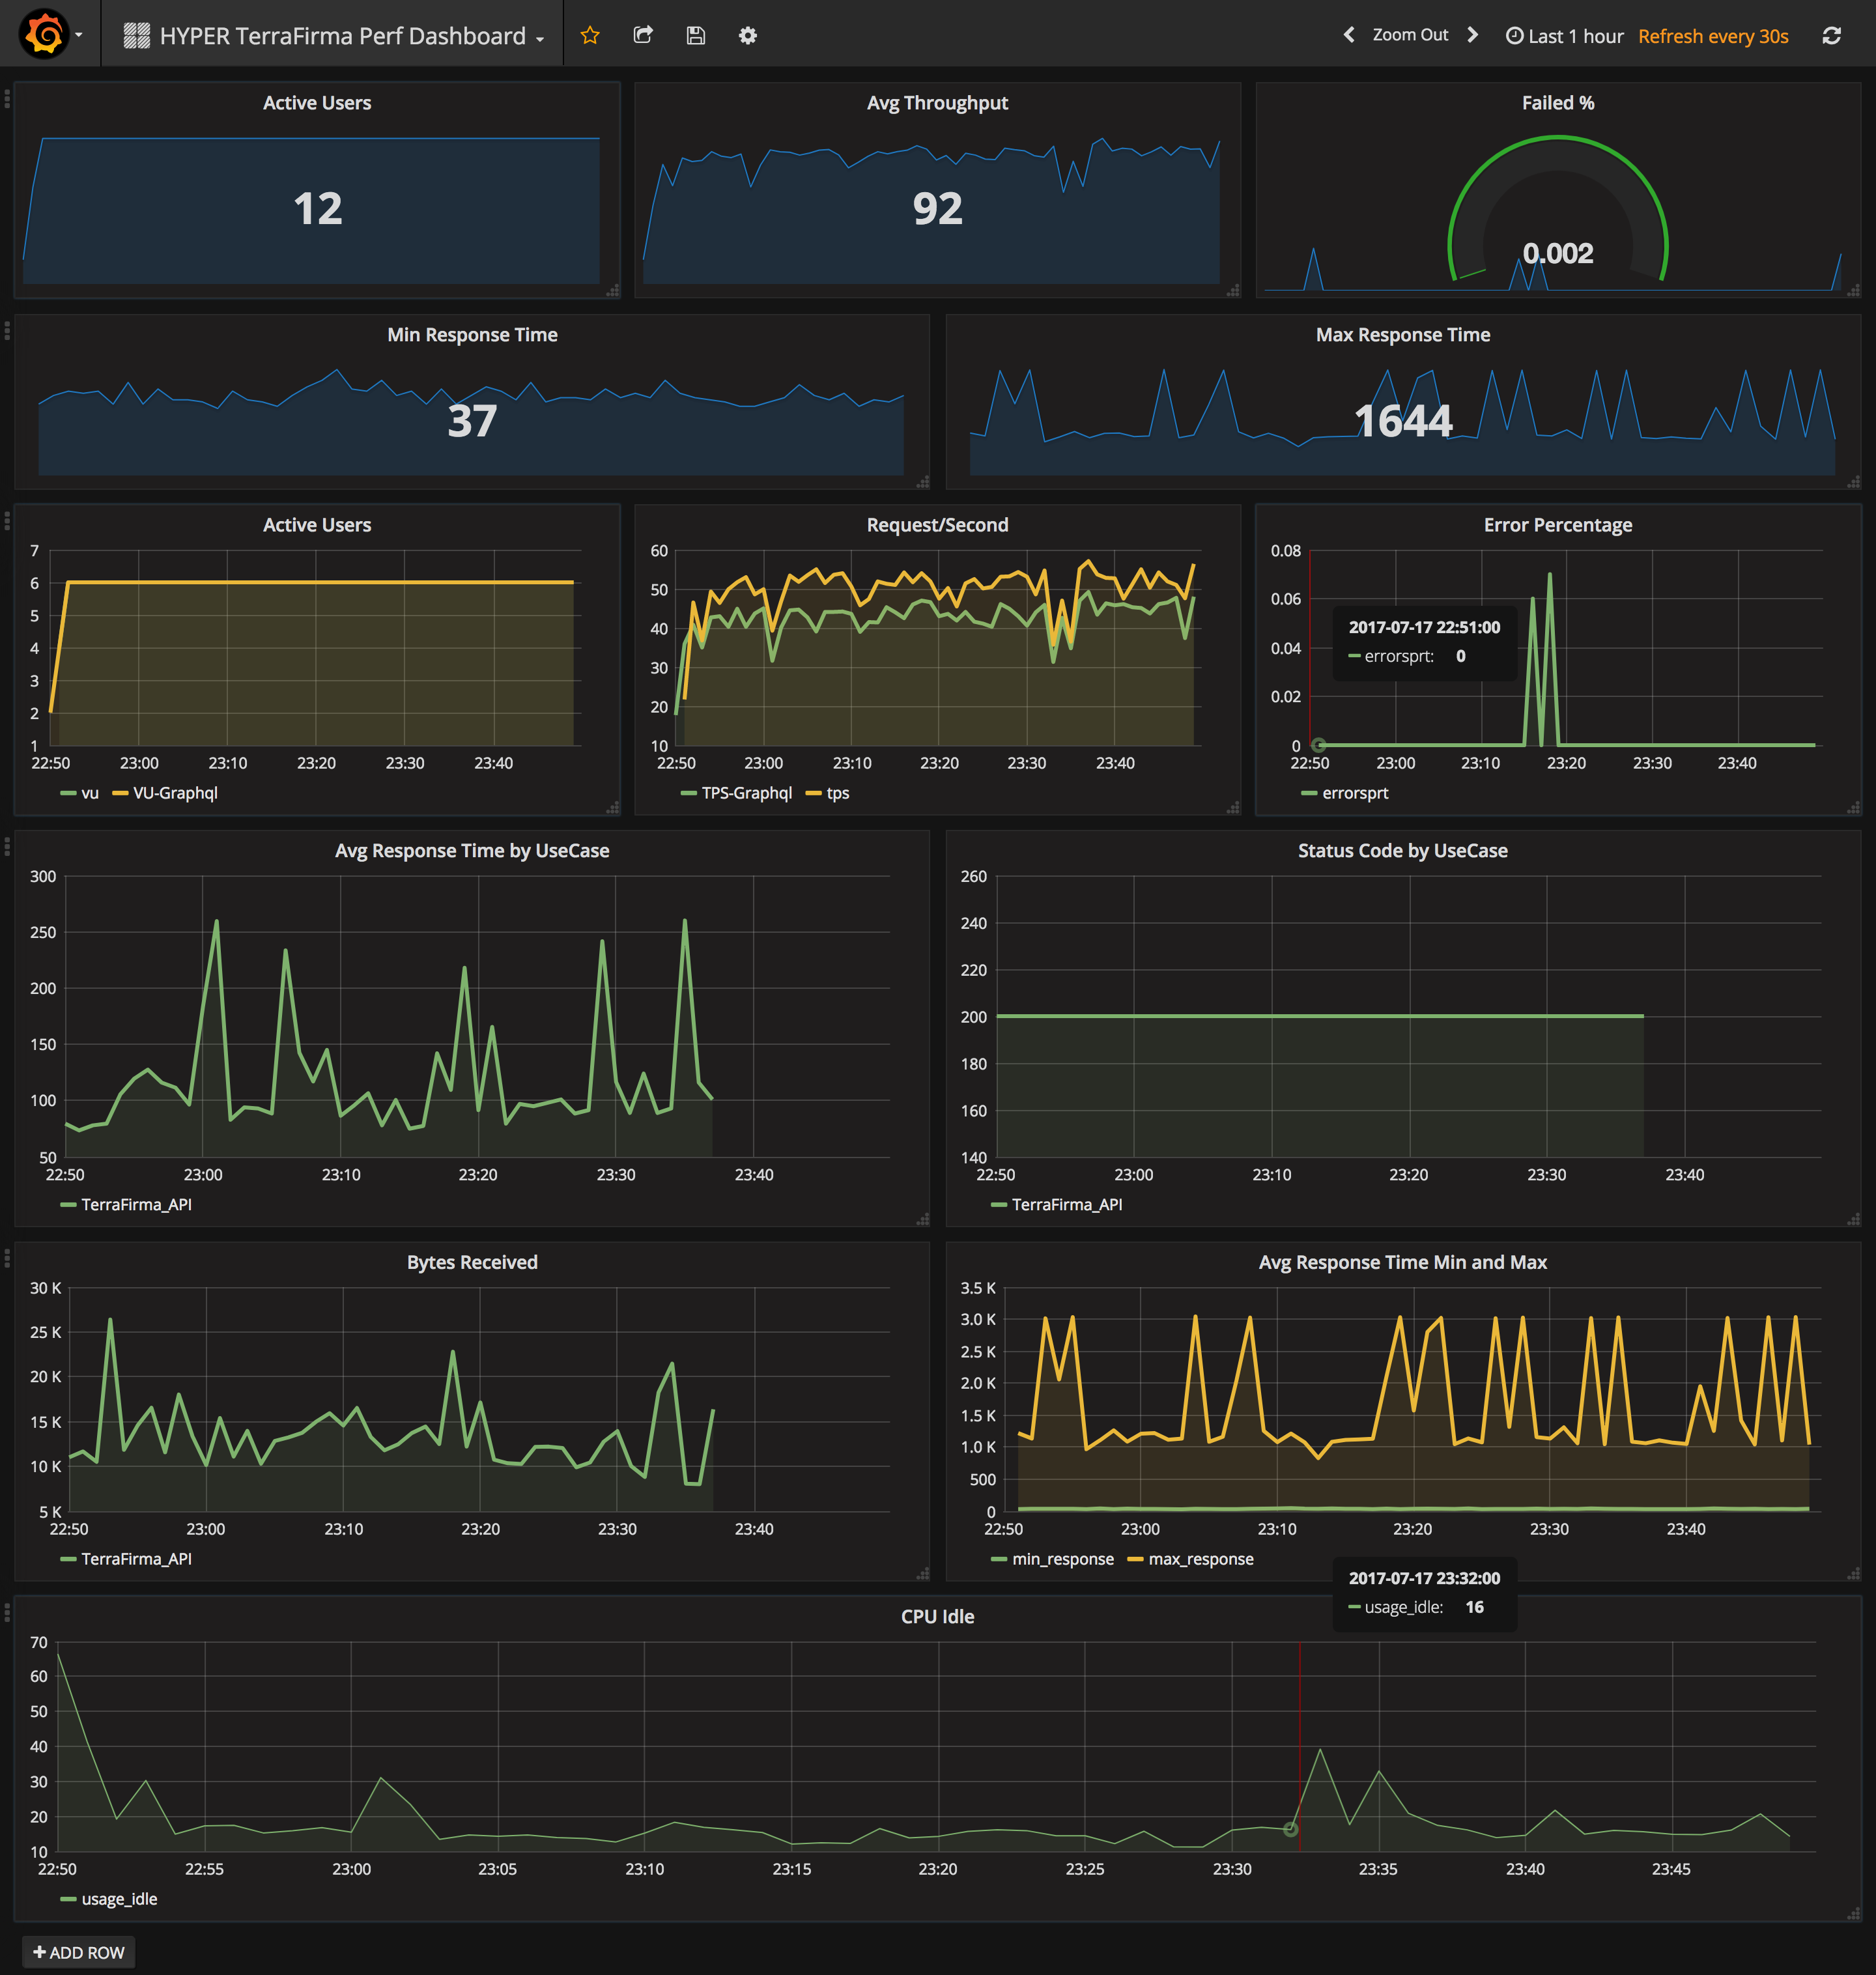 HYPER TerraFirma Perf Dashboard
Zoom Out
Last 1 hour
Refresh every 30s
Active Users
12
Avg Throughput
92
Failed %
0.002
Min Response Time
37
Max Response Time
1644
Active Users
7
6
5
4
3
2
1
22:50 23:00 23:10 23:20 23:30 23:40
vu VU-Graphql
Request/Second
60
50
40
30
20
10
22:50 23:00 23:10 23:20 23:30 23:40
TPS-Graphql tps
Error Percentage
0.08
0.06
0.04
0.02
0
2017-07-17 22:51:00
errorsprt: 0
22:50 23:00 23:10 23:20 23:30 23:40
errorsprt
Avg Response Time by UseCase
300
250
200
150
100
50
22:50 23:00 23:10 23:20 23:30 23:40
TerraFirma_API
Status Code by UseCase
260
240
220
200
180
160
140
22:50 23:00 23:10 23:20 23:30 23:40
TerraFirma_API
Bytes Received
30 K
25 K
20 K
15 K
10 K
5 K
22:50 23:00 23:10 23:20 23:30 23:40
TerraFirma_API
Avg Response Time Min and Max
3.5 K
3.0 K
2.5 K
2.0 K
1.5 K
1.0 K
500
0
22:50 23:00 23:10 23:20 23:30 23:40
min_response max_response
2017-07-17 23:32:00
usage_idle: 16
CPU Idle
70
60
50
40
30
20
10
22:50 22:55 23:00 23:05 23:10 23:15 23:20 23:25 23:30 23:35 23:40 23:45
usage_idle
ADD ROW